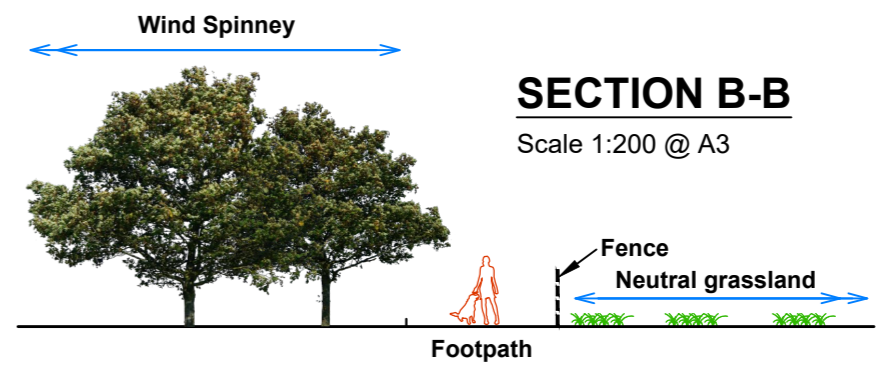 Wind Spinney
SECTION B-B
Scale 1:200 @ A3
Fence
Neutral grassland
Footpath